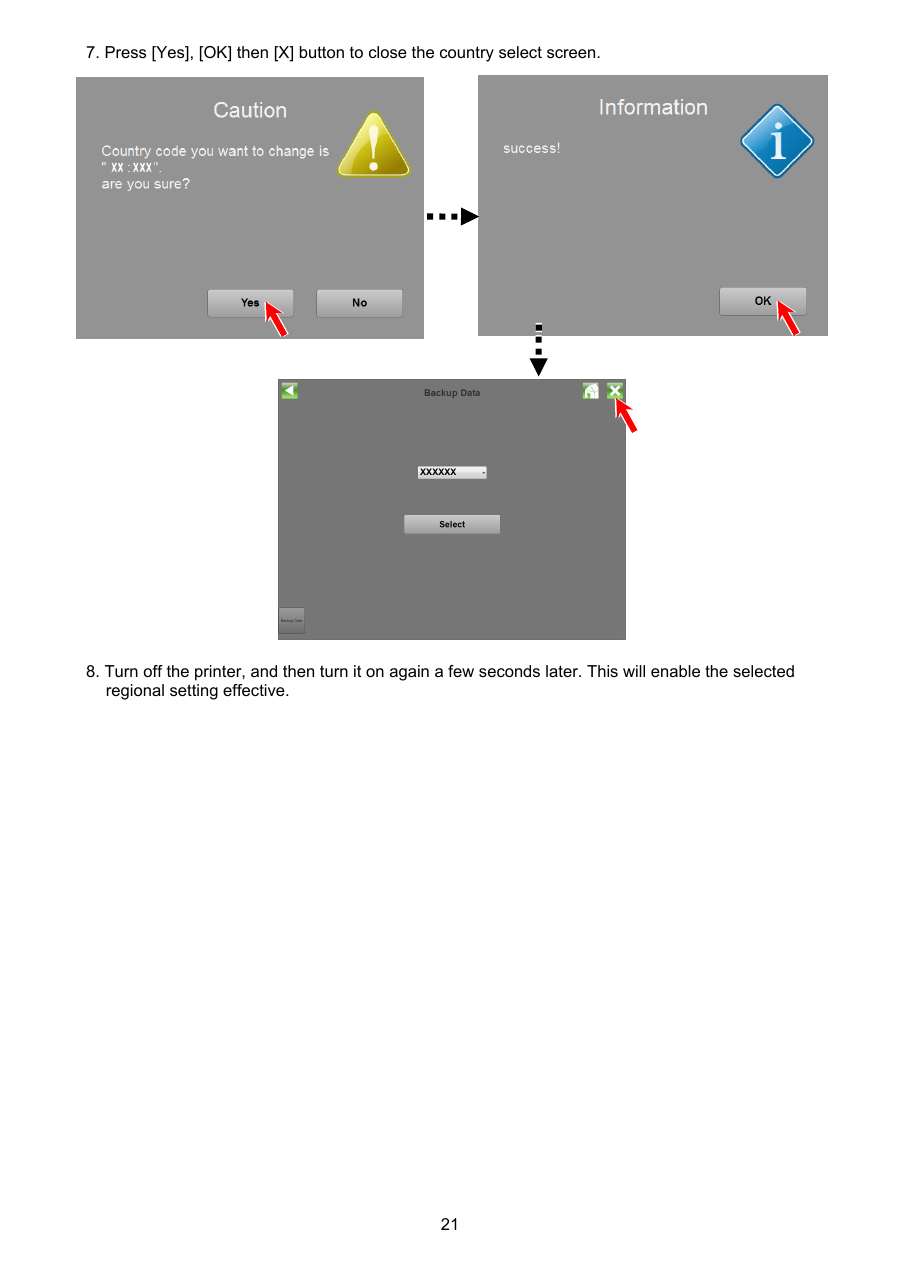 7. Press [Yes], [OK] then [X] button to close the country select screen.
Caution
Country code you want to change is
" XX : XXX ".
are you sure?
Yes
No
Information
success!
OK
Backup Data
XXXXXX
Select
Backup Data
8. Turn off the printer, and then turn it on again a few seconds later. This will enable the selected
regional setting effective.
21